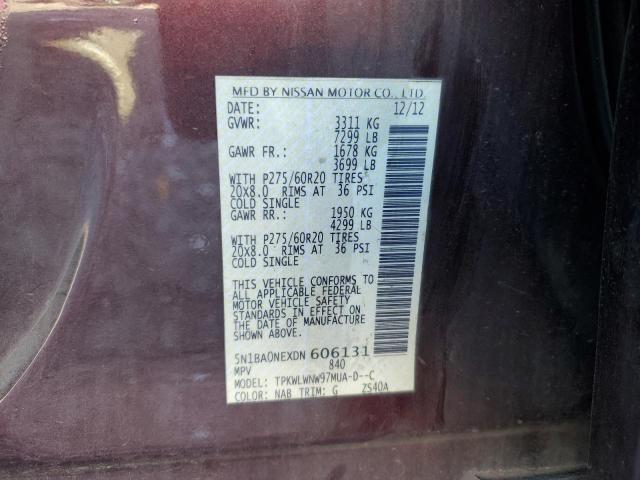 MFD BY NISSAN MOTOR CO., LTD.
DATE: 12/12
GVWR: 3311 KG
7299 LB
GAWR FR.: 1678 KG
3699 LB
WITH P275/60R20 TIRES
20X8.0 RIMS AT 36 PSI
COLD SINGLE
GAWR RR.: 1950 KG
4299 LB
WITH P275/60R20 TIRES
20X8.0 RIMS AT 36 PSI
COLD SINGLE
THIS VEHICLE CONFORMS TO
ALL APPLICABLE FEDERAL
MOTOR VEHICLE SAFETY
STANDARDS IN EFFECT ON
THE DATE OF MANUFACTURE
SHOWN ABOVE.
5N1BA0NEXDN 606131
MPV 840
MODEL: TPKWLWNW97MUA-D--C
COLOR: NAB TRIM: G ZS40A